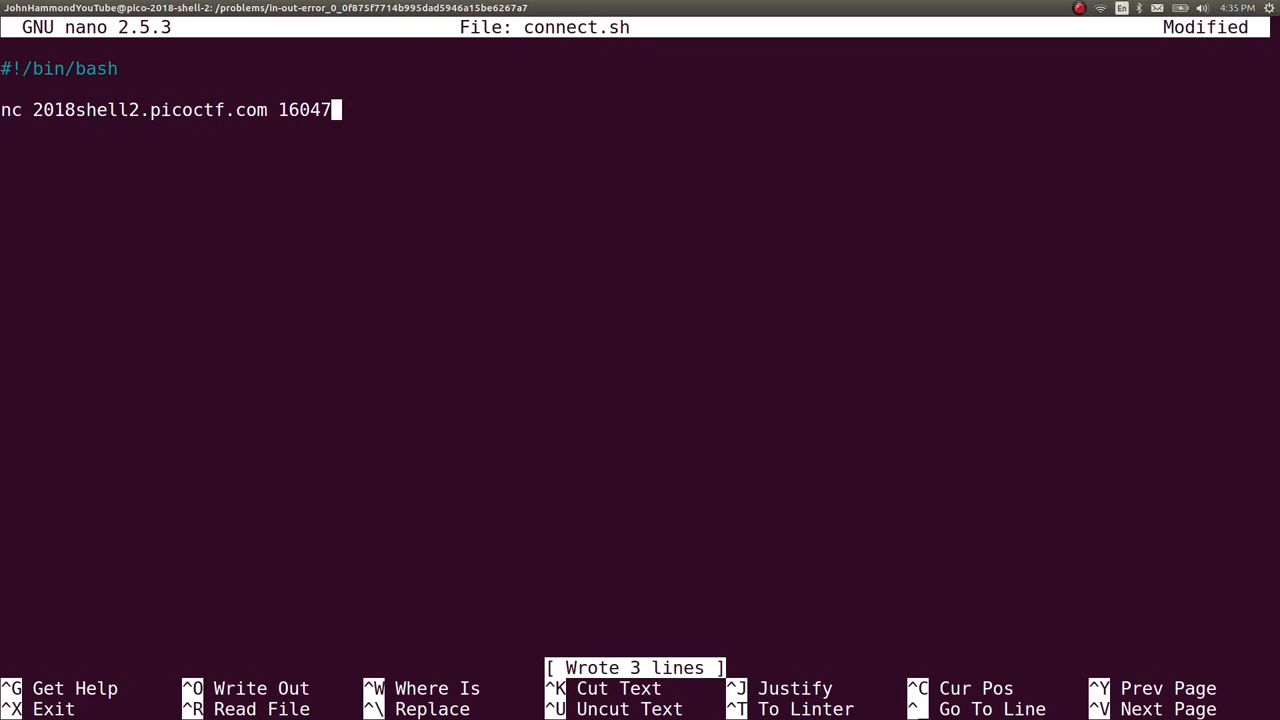 JohnHammondYouTube@pico-2018-shell-2: /problems/in-out-error_0_0f875f7714b995dad5946a15be6267a7 En 4:35 PM
GNU nano 2.5.3 File: connect.sh Modified
#!/bin/bash
nc 2018shell2.picoctf.com 16047
[ Wrote 3 lines ]
^G Get Help ^O Write Out ^W Where Is ^K Cut Text ^J Justify ^C Cur Pos ^Y Prev Page
^X Exit ^R Read File ^\ Replace ^U Uncut Text ^T To Linter ^_ Go To Line ^V Next Page